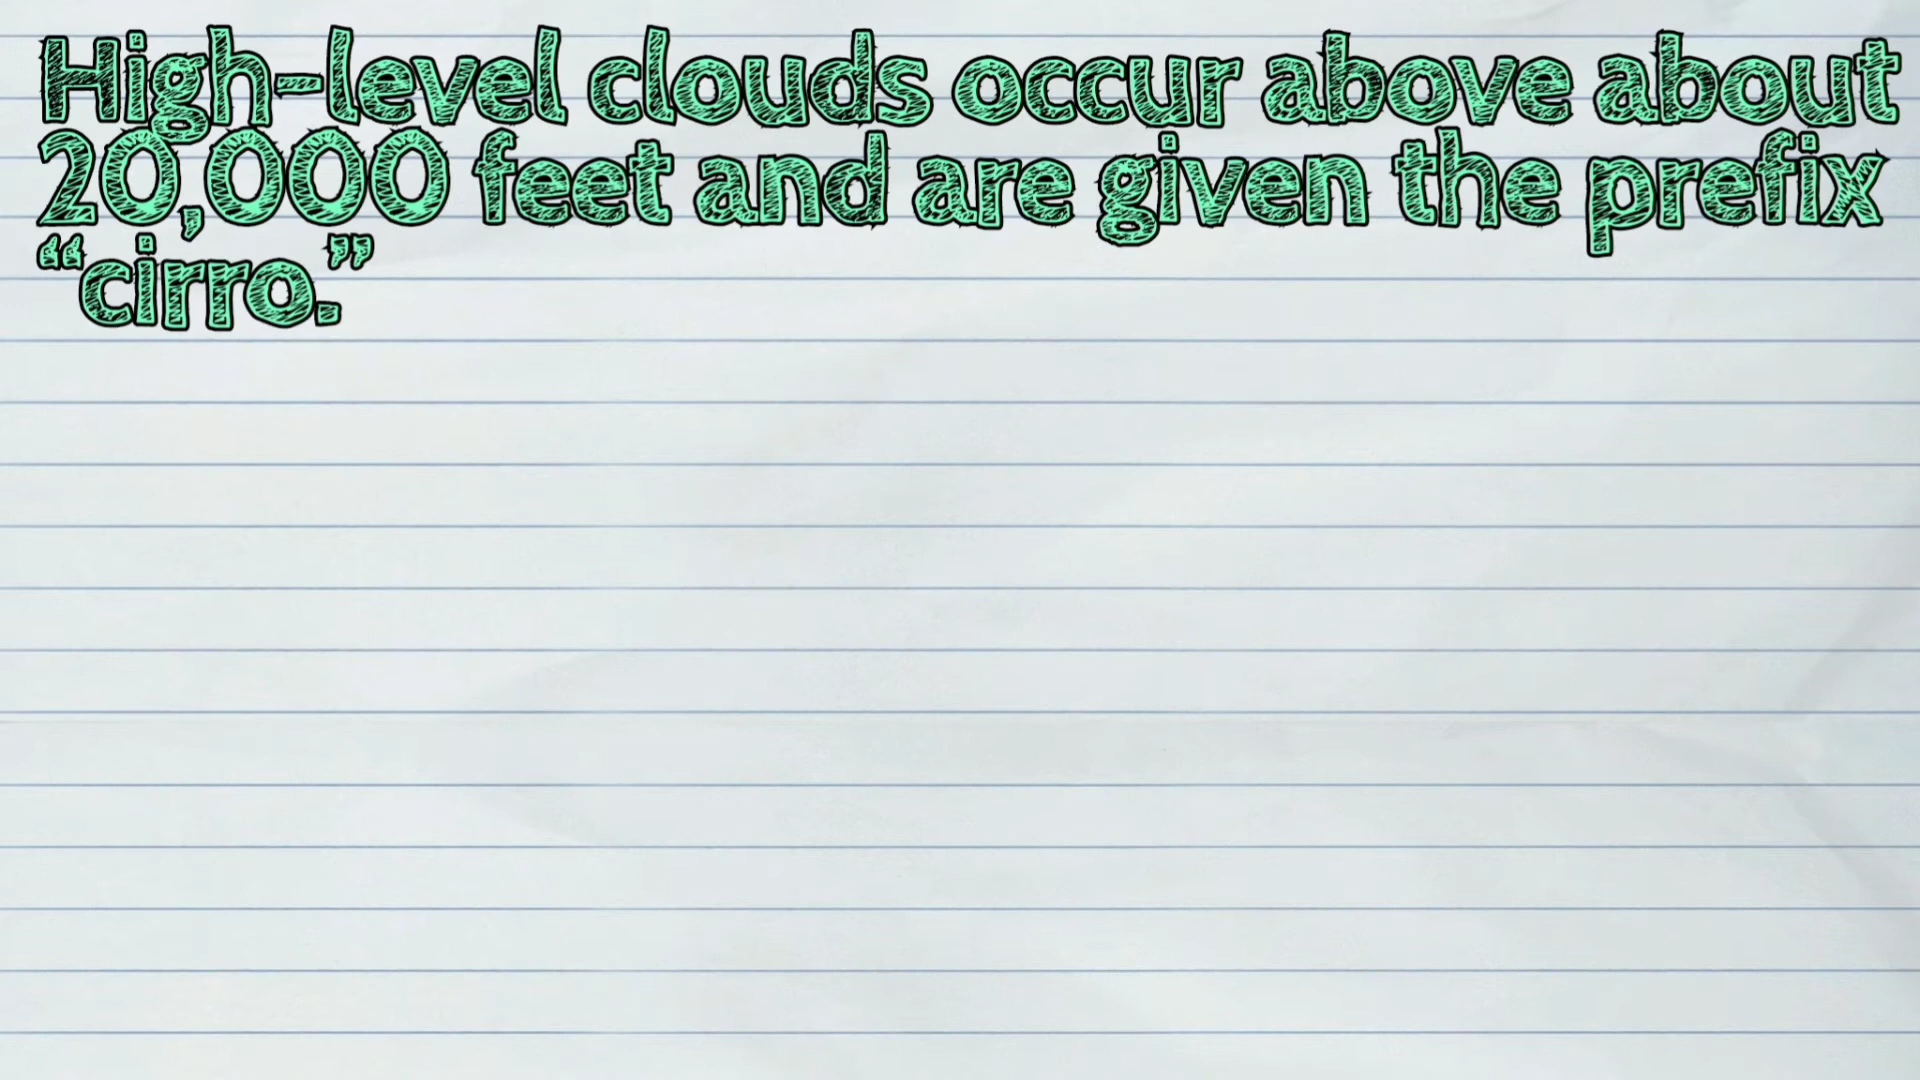 High-level clouds occur above about
20,000 feet and are given the prefix
“cirro.”